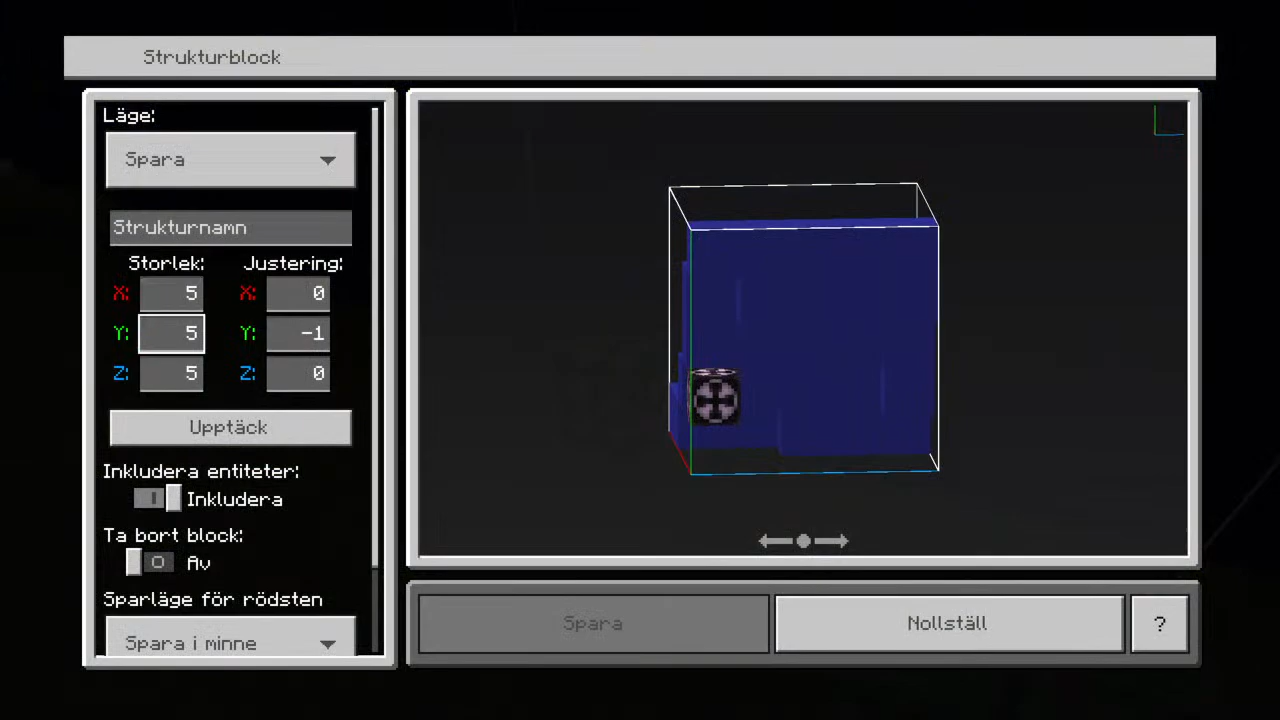 Strukturblock
Läge:
Spara
Strukturnamn
Storlek: Justering:
X: 5 X: 0
Y: 5 Y: -1
Z: 5 Z: 0
Upptäck
Inkludera entiteter:
Inkludera
Ta bort block:
Av
Sparläge för rödsten
Spara i minne
Spara Nollställ ?